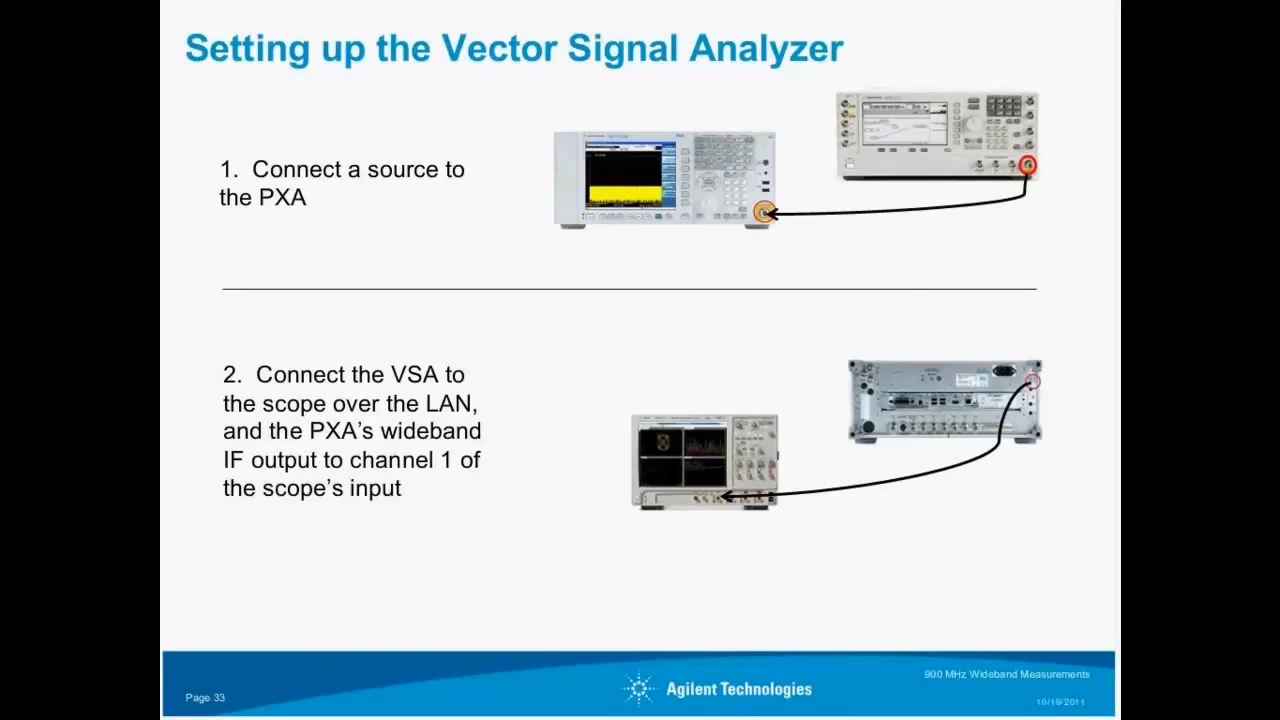 Setting up the Vector Signal Analyzer
1. Connect a source to
the PXA
2. Connect the VSA to
the scope over the LAN,
and the PXA's wideband
IF output to channel 1 of
the scope's input
900 MHz Wideband Measurements
Agilent Technologies
Page 33
10/19/2011